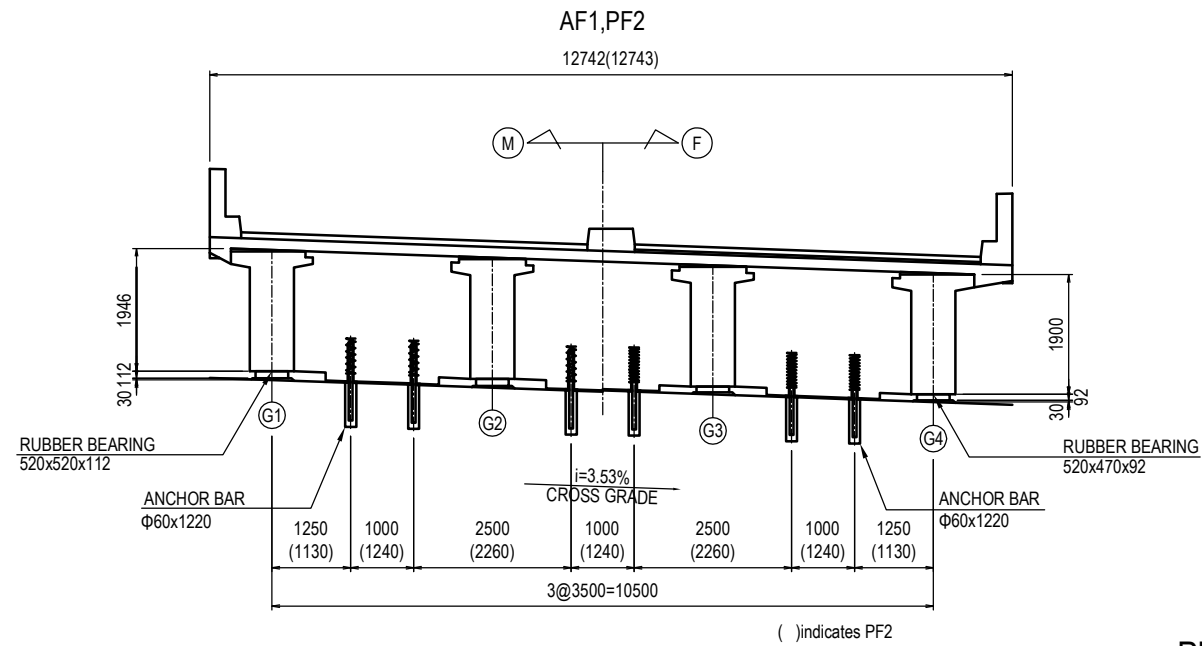 AF1,PF2
12742(12743)
M
F
1946
112
30
1900
92
30
G1
G2
G3
G4
RUBBER BEARING
520x520x112
RUBBER BEARING
520x470x92
i=3.53%
CROSS GRADE
ANCHOR BAR
Φ60x1220
ANCHOR BAR
Φ60x1220
1250 1000 2500 1000 2500 1000 1250
(1130) (1240) (2260) (1240) (2260) (1240) (1130)
3@3500=10500
( )indicates PF2